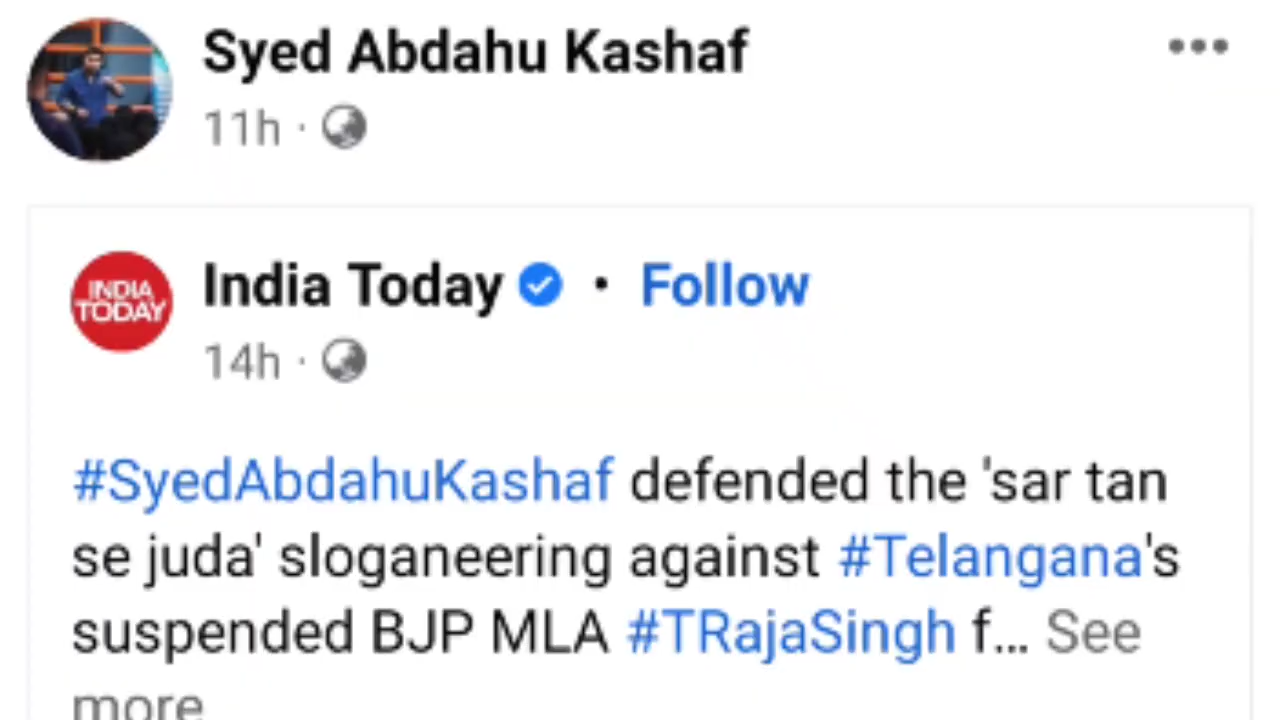 Syed Abdahu Kashaf
11h ·
INDIA
TODAY
India Today · Follow
14h ·
#SyedAbdahuKashaf defended the 'sar tan
se juda' sloganeering against #Telangana's
suspended BJP MLA #TRajaSingh f... See
more